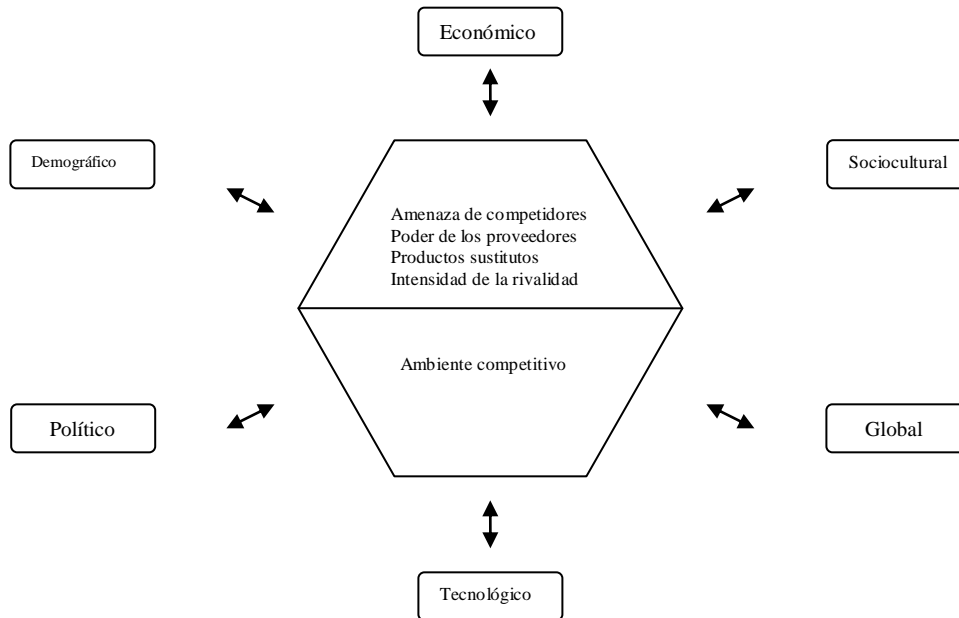 Económico
Demográfico
Sociocultural
Amenaza de competidores
Poder de los proveedores
Productos sustitutos
Intensidad de la rivalidad
Ambiente competitivo
Político
Global
Tecnológico